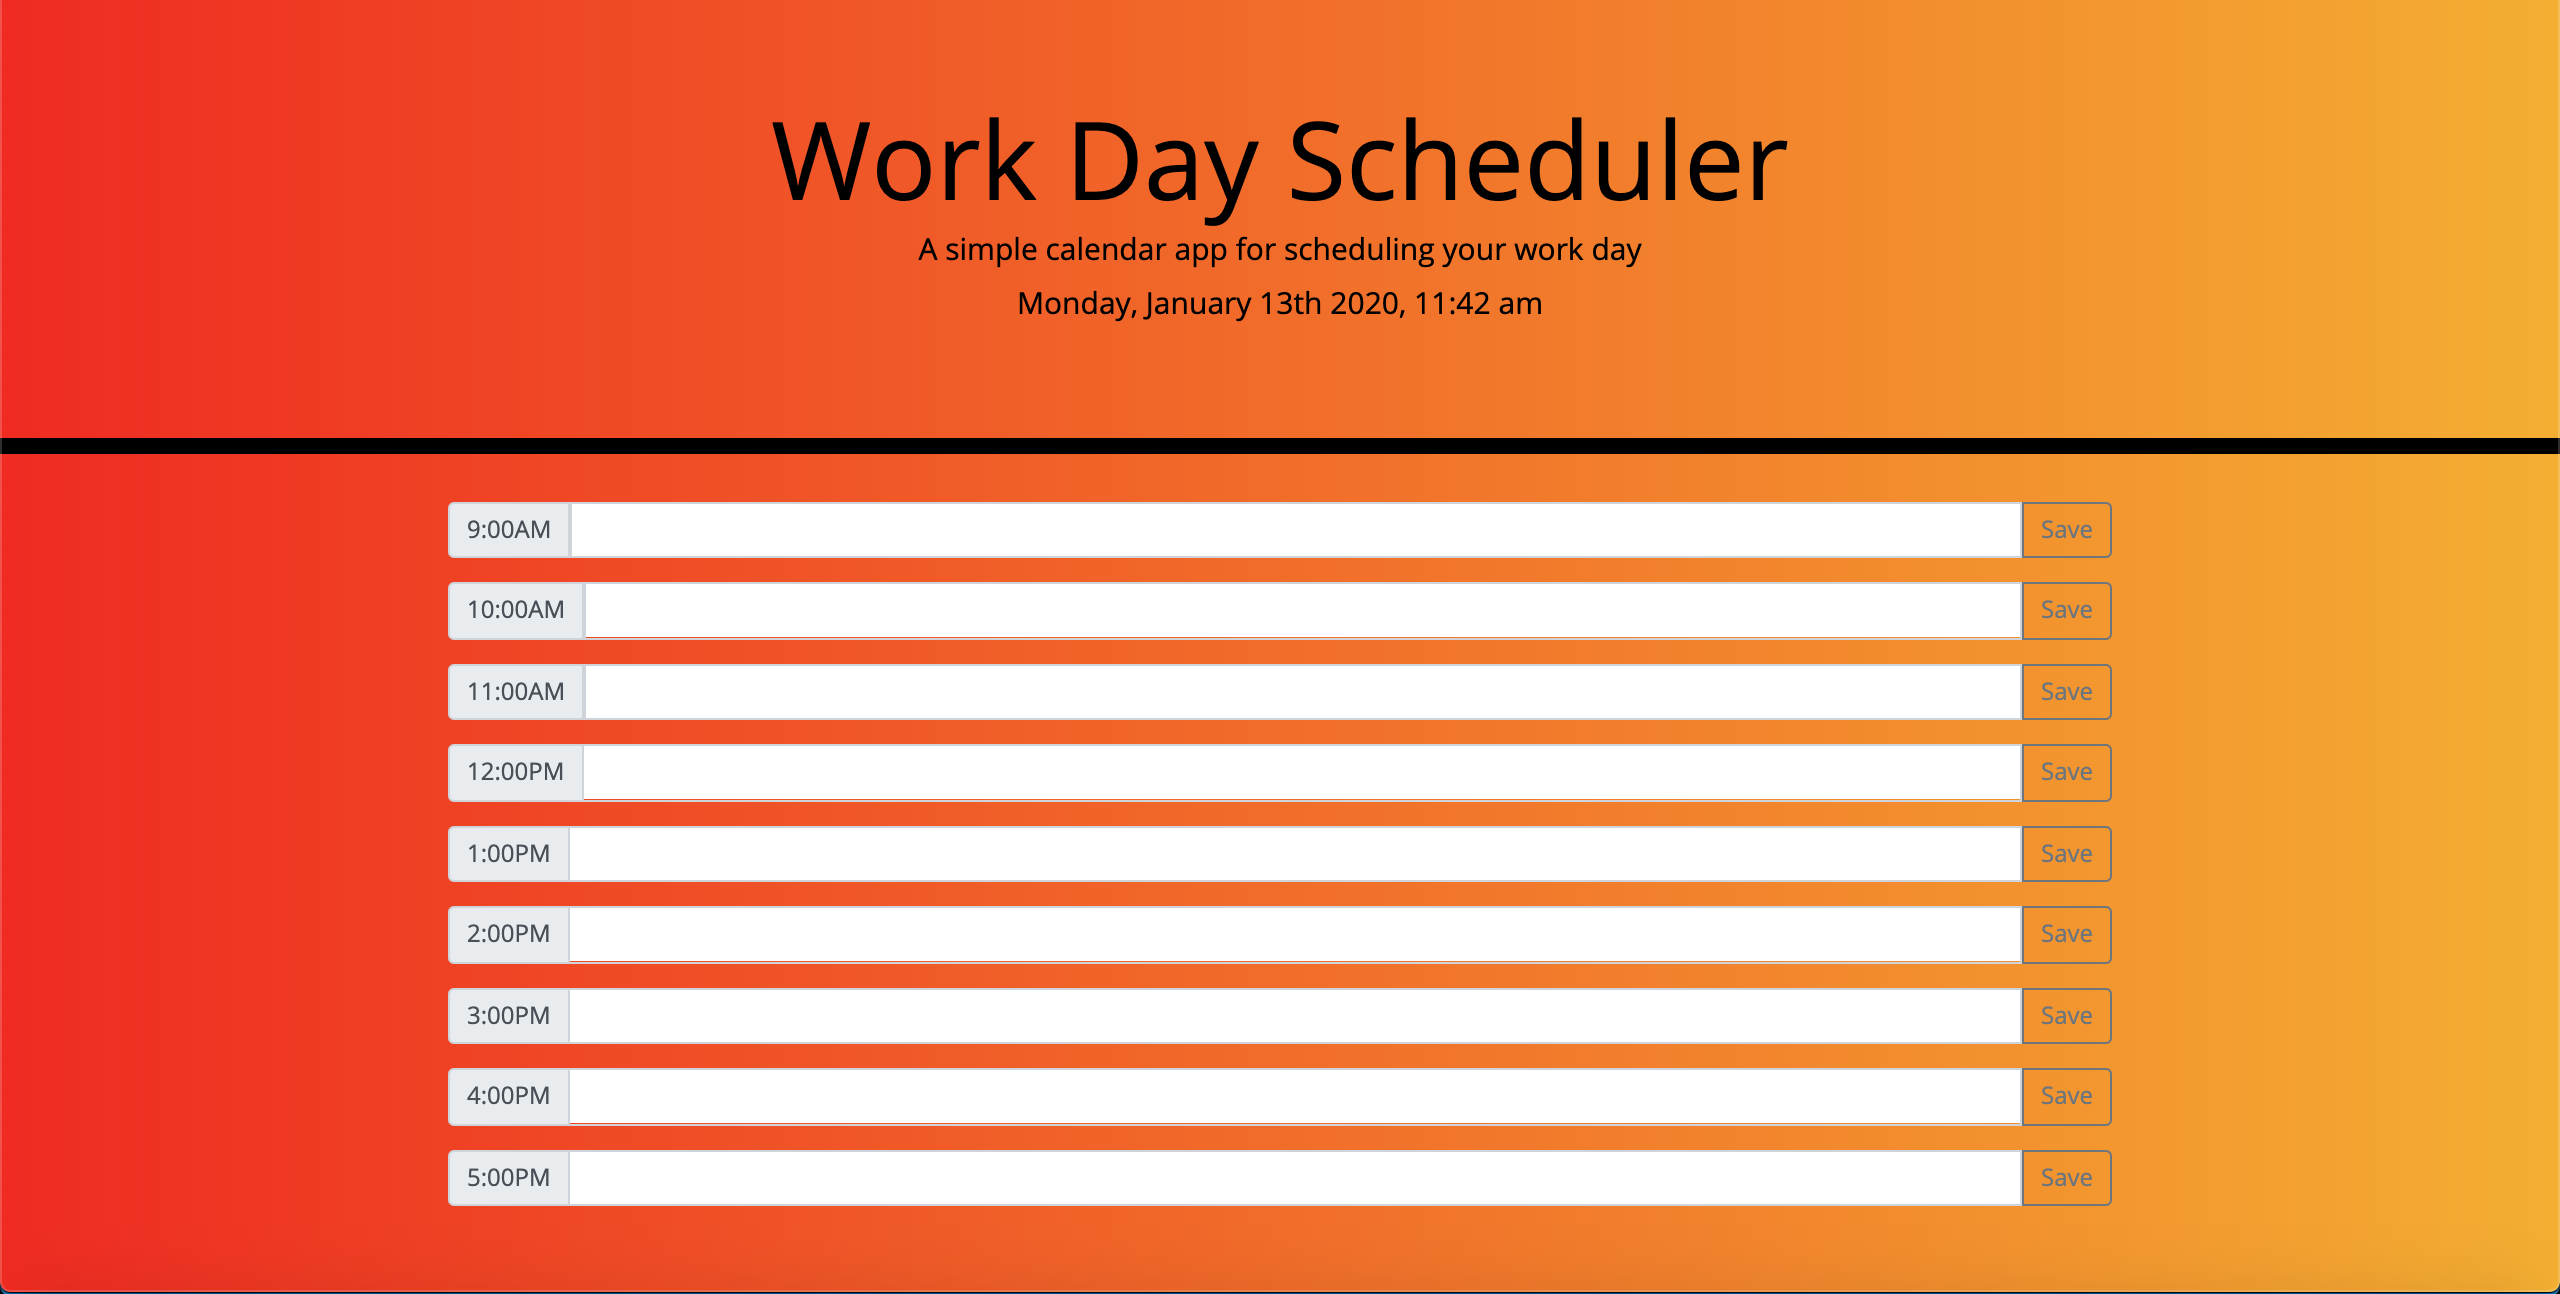 Work Day Scheduler
A simple calendar app for scheduling your work day
Monday, January 13th 2020, 11:42 am
9:00AM Save
10:00AM Save
11:00AM Save
12:00PM Save
1:00PM Save
2:00PM Save
3:00PM Save
4:00PM Save
5:00PM Save